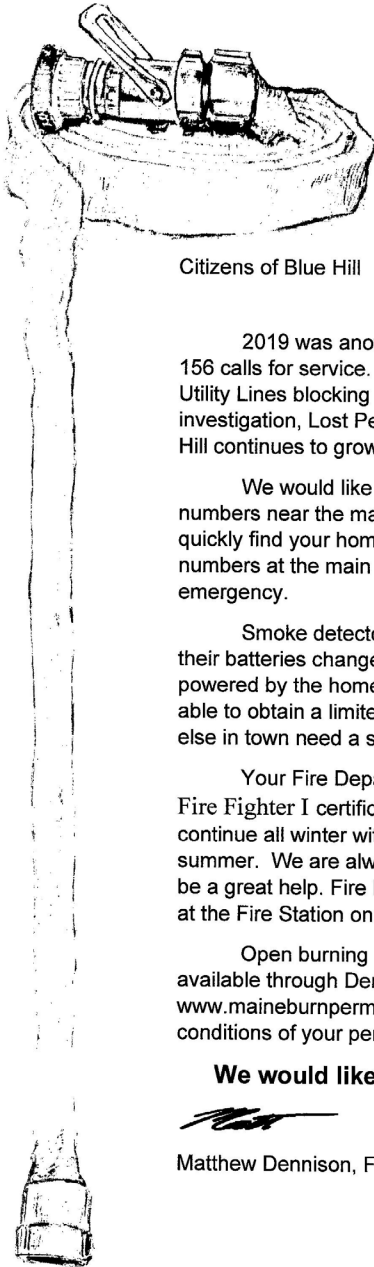 Citizens of Blue Hill
2019 was ano
156 calls for service.
Utility Lines blocking
investigation, Lost Pe
Hill continues to grow
We would like
numbers near the ma
quickly find your hom
numbers at the main
emergency.
Smoke detecto
their batteries change
powered by the home
able to obtain a limite
else in town need a s
Your Fire Depa
Fire Fighter I certific
continue all winter wit
summer. We are alw
be a great help. Fire
at the Fire Station on
Open burning
available through Der
www.maineburnperm
conditions of your per
We would like
Matt
Matthew Dennison, F